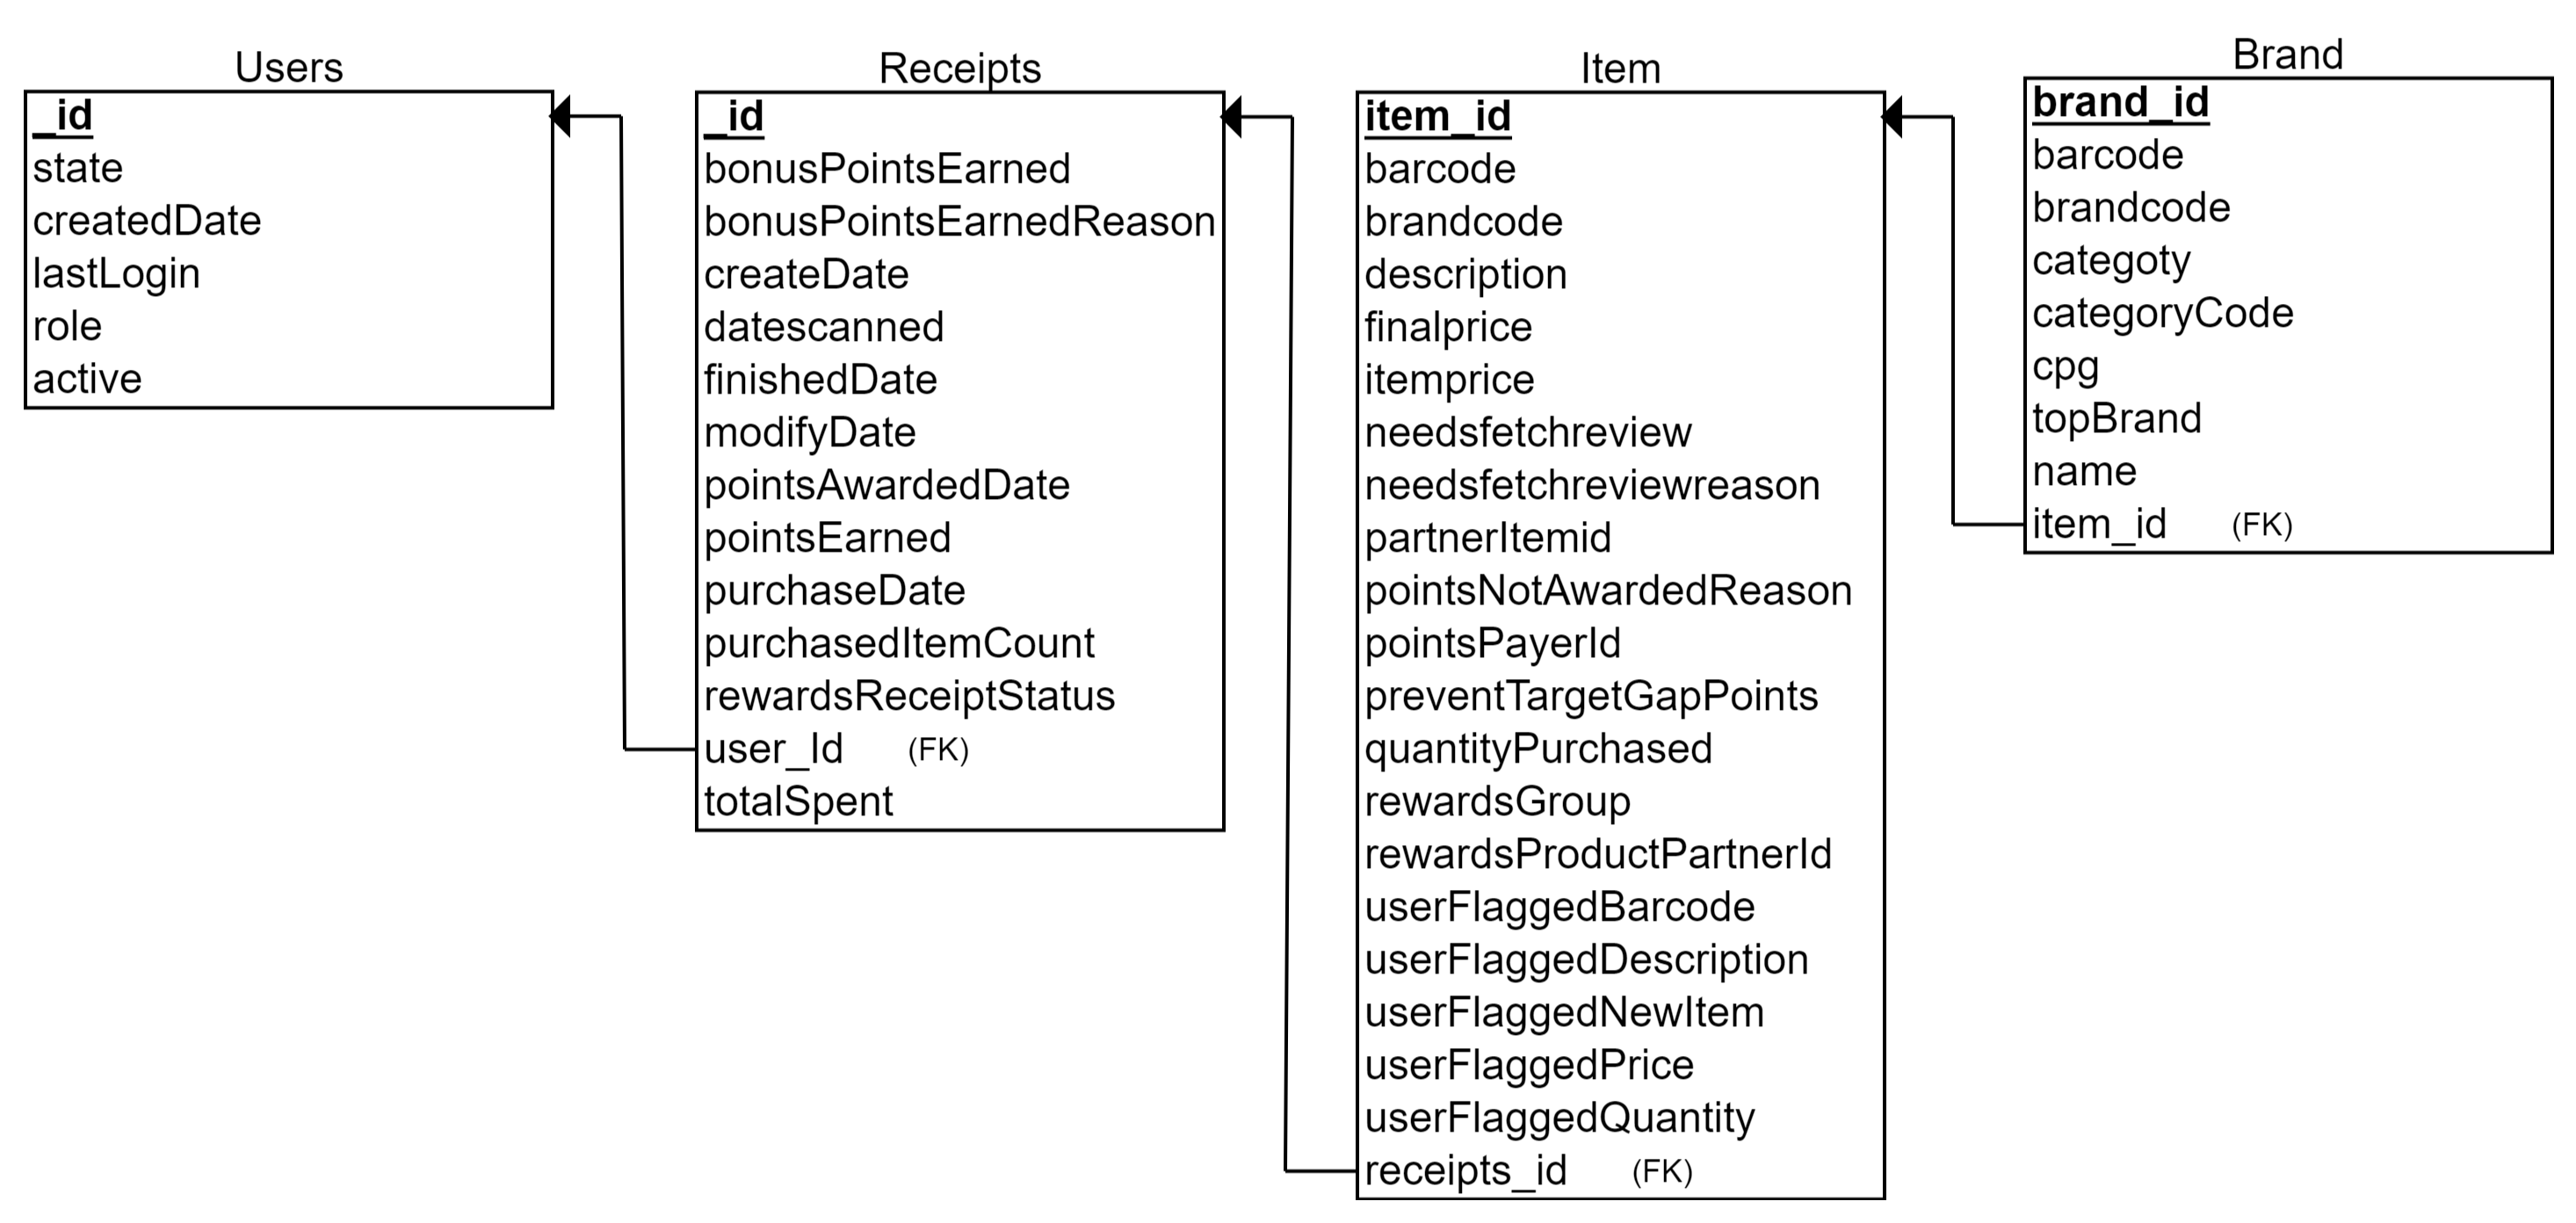 Users
_id
state
createdDate
lastLogin
role
active
Receipts
_id
bonusPointsEarned
bonusPointsEarnedReason
createDate
datescanned
finishedDate
modifyDate
pointsAwardedDate
pointsEarned
purchaseDate
purchasedItemCount
rewardsReceiptStatus
user_Id (FK)
totalSpent
Item
item_id
barcode
brandcode
description
finalprice
itemprice
needsfetchreview
needsfetchreviewreason
partnerItemid
pointsNotAwardedReason
pointsPayerId
preventTargetGapPoints
quantityPurchased
rewardsGroup
rewardsProductPartnerId
userFlaggedBarcode
userFlaggedDescription
userFlaggedNewItem
userFlaggedPrice
userFlaggedQuantity
receipts_id (FK)
Brand
brand_id
barcode
brandcode
categoty
categoryCode
cpg
topBrand
name
item_id (FK)